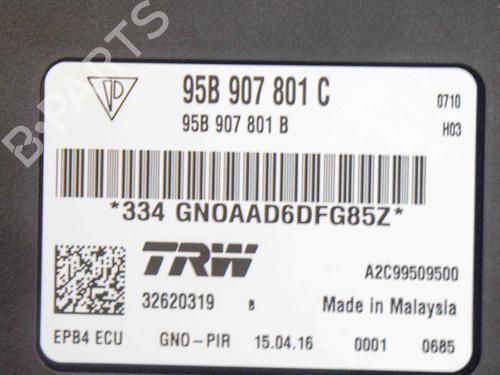 95B 907 801 C
0710
95B 907 801 B
H03
*334 GNOAAD6DFG85Z*
TRW
A2C99509500
32620319 B
Made in Malaysia
EPB4 ECU GNO-PIR 15.04.16 0001 0685
B-PARTS